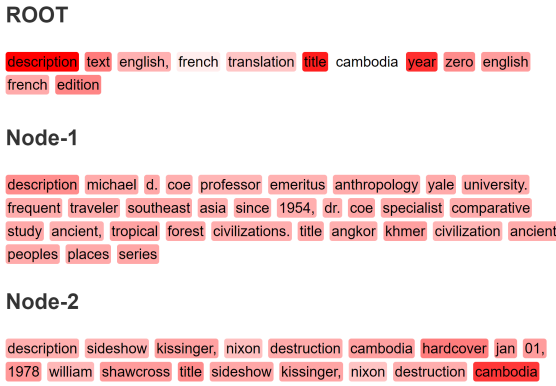 ROOT
description text english, french translation title cambodia year zero english
french edition
Node-1
description michael d. coe professor emeritus anthropology yale university.
frequent traveler southeast asia since 1954, dr. coe specialist comparative
study ancient, tropical forest civilizations. title angkor khmer civilization ancient
peoples places series
Node-2
description sideshow kissinger, nixon destruction cambodia hardcover jan 01,
1978 william shawcross title sideshow kissinger, nixon destruction cambodia